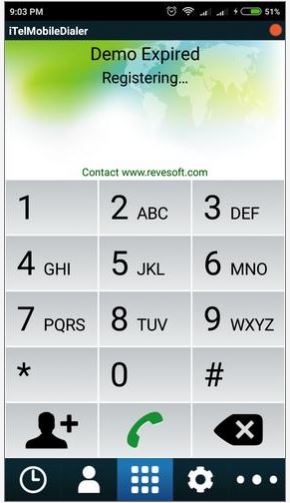 9:03 PM 51%
iTelMobileDialer
Demo Expired
Registering...
Contact www.revesoft.com
1 2 ABC 3 DEF
4 GHI 5 JKL 6 MNO
7 PQRS 8 TUV 9 WXYZ
* 0 #